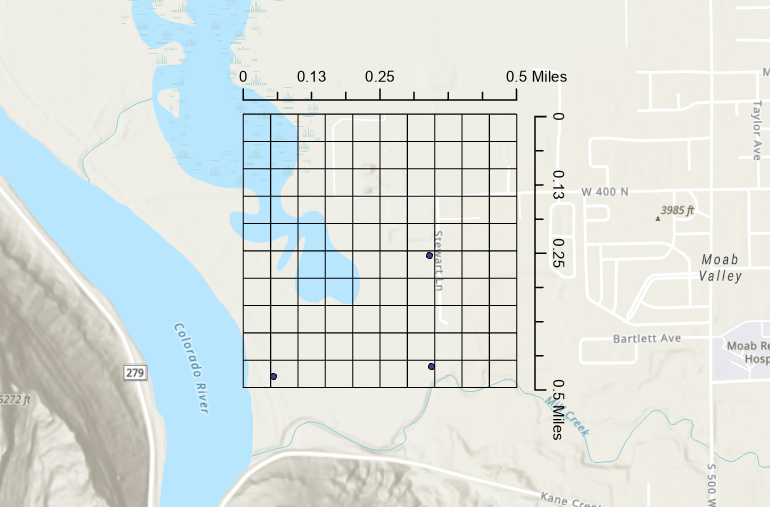 0 0.13 0.25 0.5 Miles
0
0.13
0.25
0.5 Miles
Taylor Ave
W 400 N
3985 ft
Moab
Valley
Stewart Ln
Bartlett Ave
Moab Re
Hosp
279
Colorado River
5272 ft
Mill Creek
S 500 W
Kane Cree